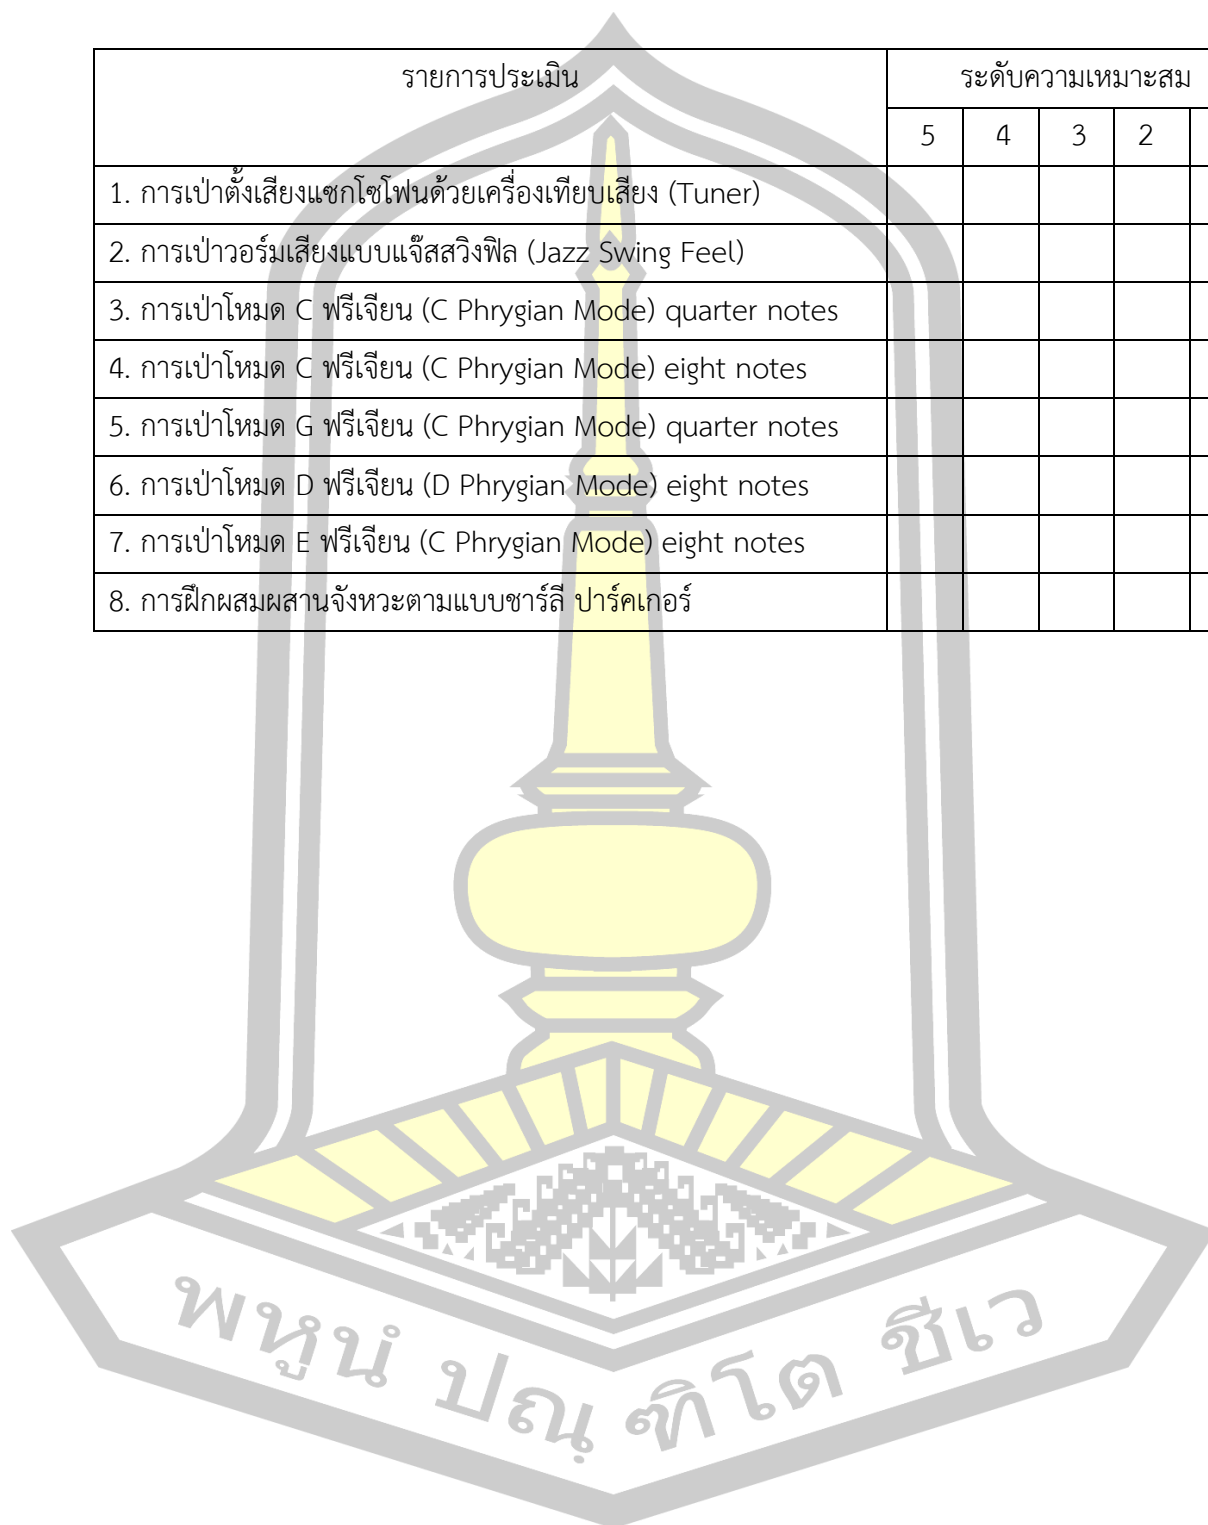 รายการประเมิน ระดับความเหมาะสม
5 4 3 2
1. การเป่าตั้งเสียงแซกโซโฟนด้วยเครื่องเทียบเสียง (Tuner)
2. การเป่าวอร์มเสียงแบบแจ๊สสวิงฟิล (Jazz Swing Feel)
3. การเป่าโหมด C ฟรีเจียน (C Phrygian Mode) quarter notes
4. การเป่าโหมด C ฟรีเจียน (C Phrygian Mode) eight notes
5. การเป่าโหมด G ฟรีเจียน (C Phrygian Mode) quarter notes
6. การเป่าโหมด D ฟรีเจียน (D Phrygian Mode) eight notes
7. การเป่าโหมด E ฟรีเจียน (C Phrygian Mode) eight notes
8. การฝึกผสมผสานจังหวะตามแบบชาร์ลี ปาร์คเกอร์
พหูนํ ปณฺฑิโต ชีเว